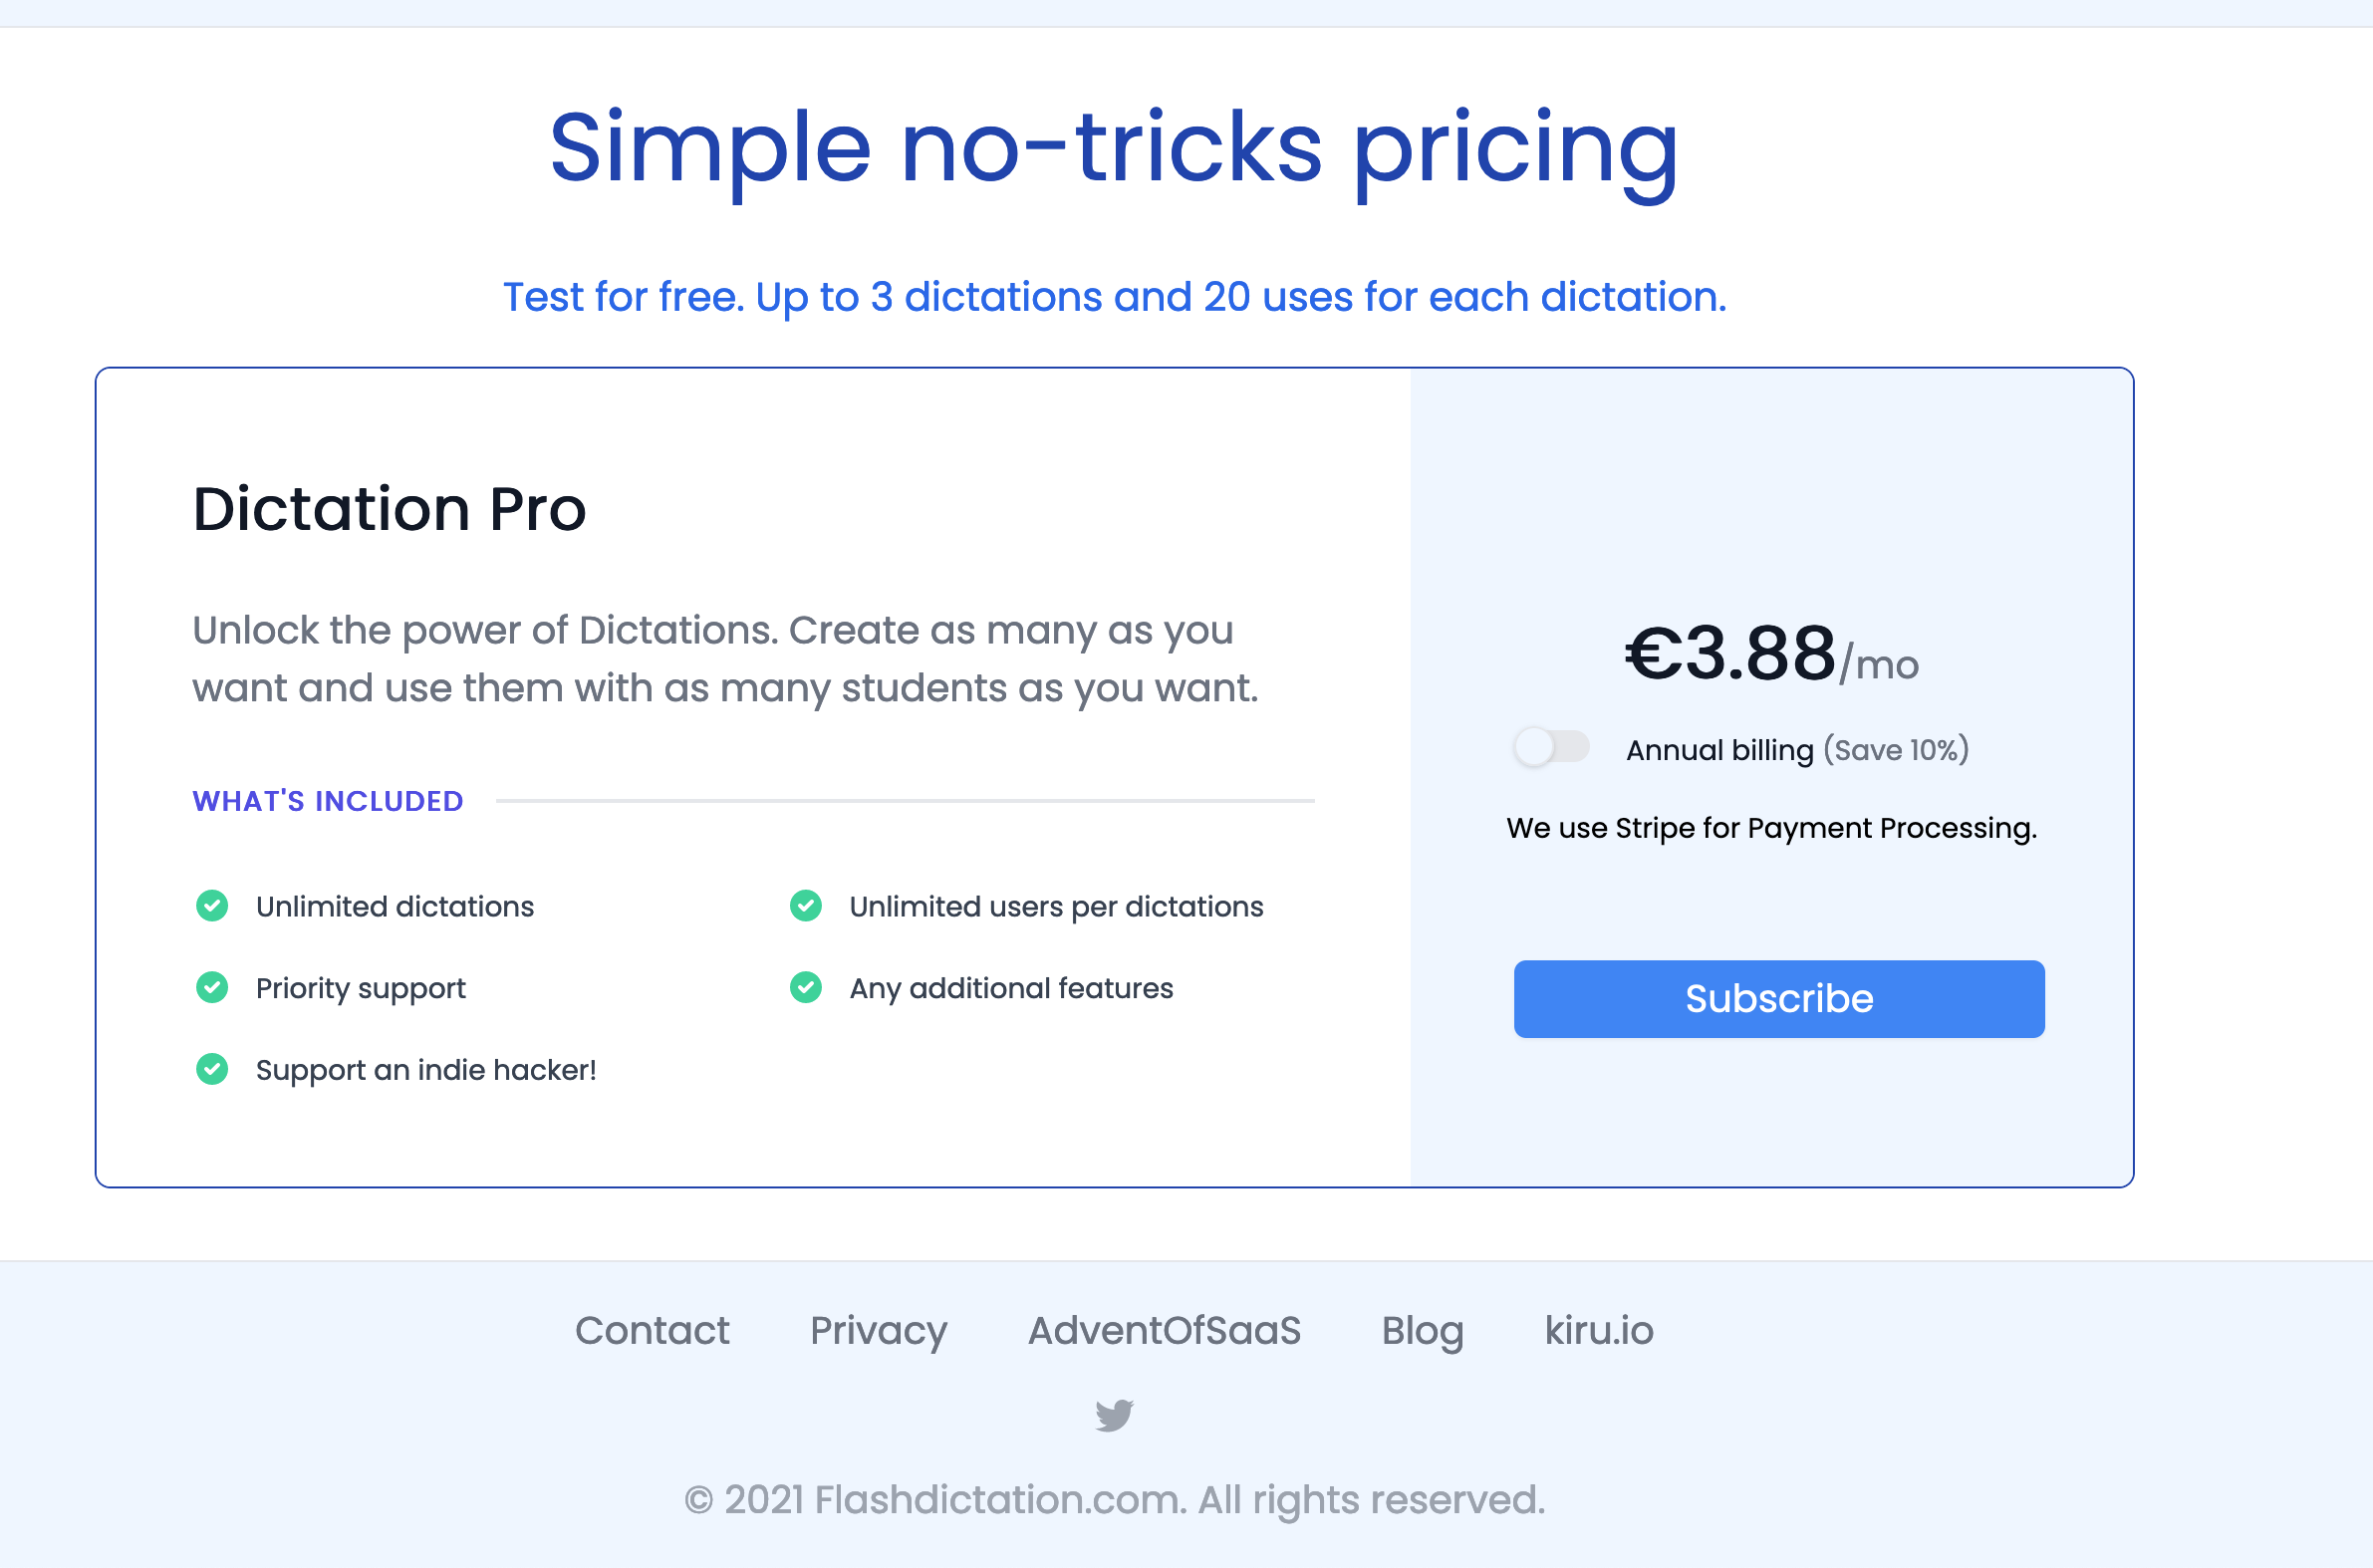 Simple no-tricks pricing
Test for free. Up to 3 dictations and 20 uses for each dictation.
Dictation Pro
Unlock the power of Dictations. Create as many as you
want and use them with as many students as you want.
WHAT'S INCLUDED
Unlimited dictations
Unlimited users per dictations
Priority support
Any additional features
Support an indie hacker!
€3.88/mo
Annual billing (Save 10%)
We use Stripe for Payment Processing.
Subscribe
Contact Privacy AdventOfSaaS Blog kiru.io
© 2021 Flashdictation.com. All rights reserved.